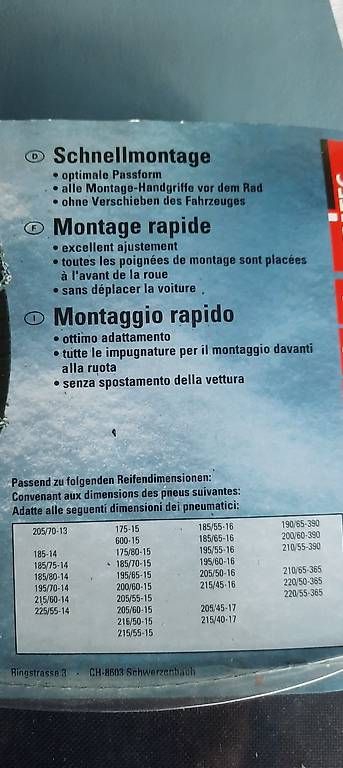 D Schnellmontage
• optimale Passform
• alle Montage-Handgriffe vor dem Rad
• ohne Verschieben des Fahrzeuges
F Montage rapide
• excellent ajustement
• toutes les poignées de montage sont placées
à l'avant de la roue
• sans déplacer la voiture
I Montaggio rapido
• ottimo adattamento
• tutte le impugnature per il montaggio davanti
alla ruota
• senza spostamento della vettura
Passend zu folgenden Reifendimensionen:
Convenant aux dimensions des pneus suivantes:
Adatte alle seguenti dimensioni dei pneumatici:
205/70-13
185-14
185/75-14
185/80-14
195/70-14
215/60-14
225/55-14
175-15
600-15
175/80-15
185/70-15
195/65-15
200/60-15
205/55-15
205/60-15
216/50-15
215/55-15
185/55-16
185/65-16
195/55-16
195/60-16
205/50-16
215/45-16
205/45-17
215/40-17
190/65-390
200/60-390
210/55-390
210/65-365
220/50-365
220/55-365
Ringstrasse 3 - CH-8603 Schwerzenbach